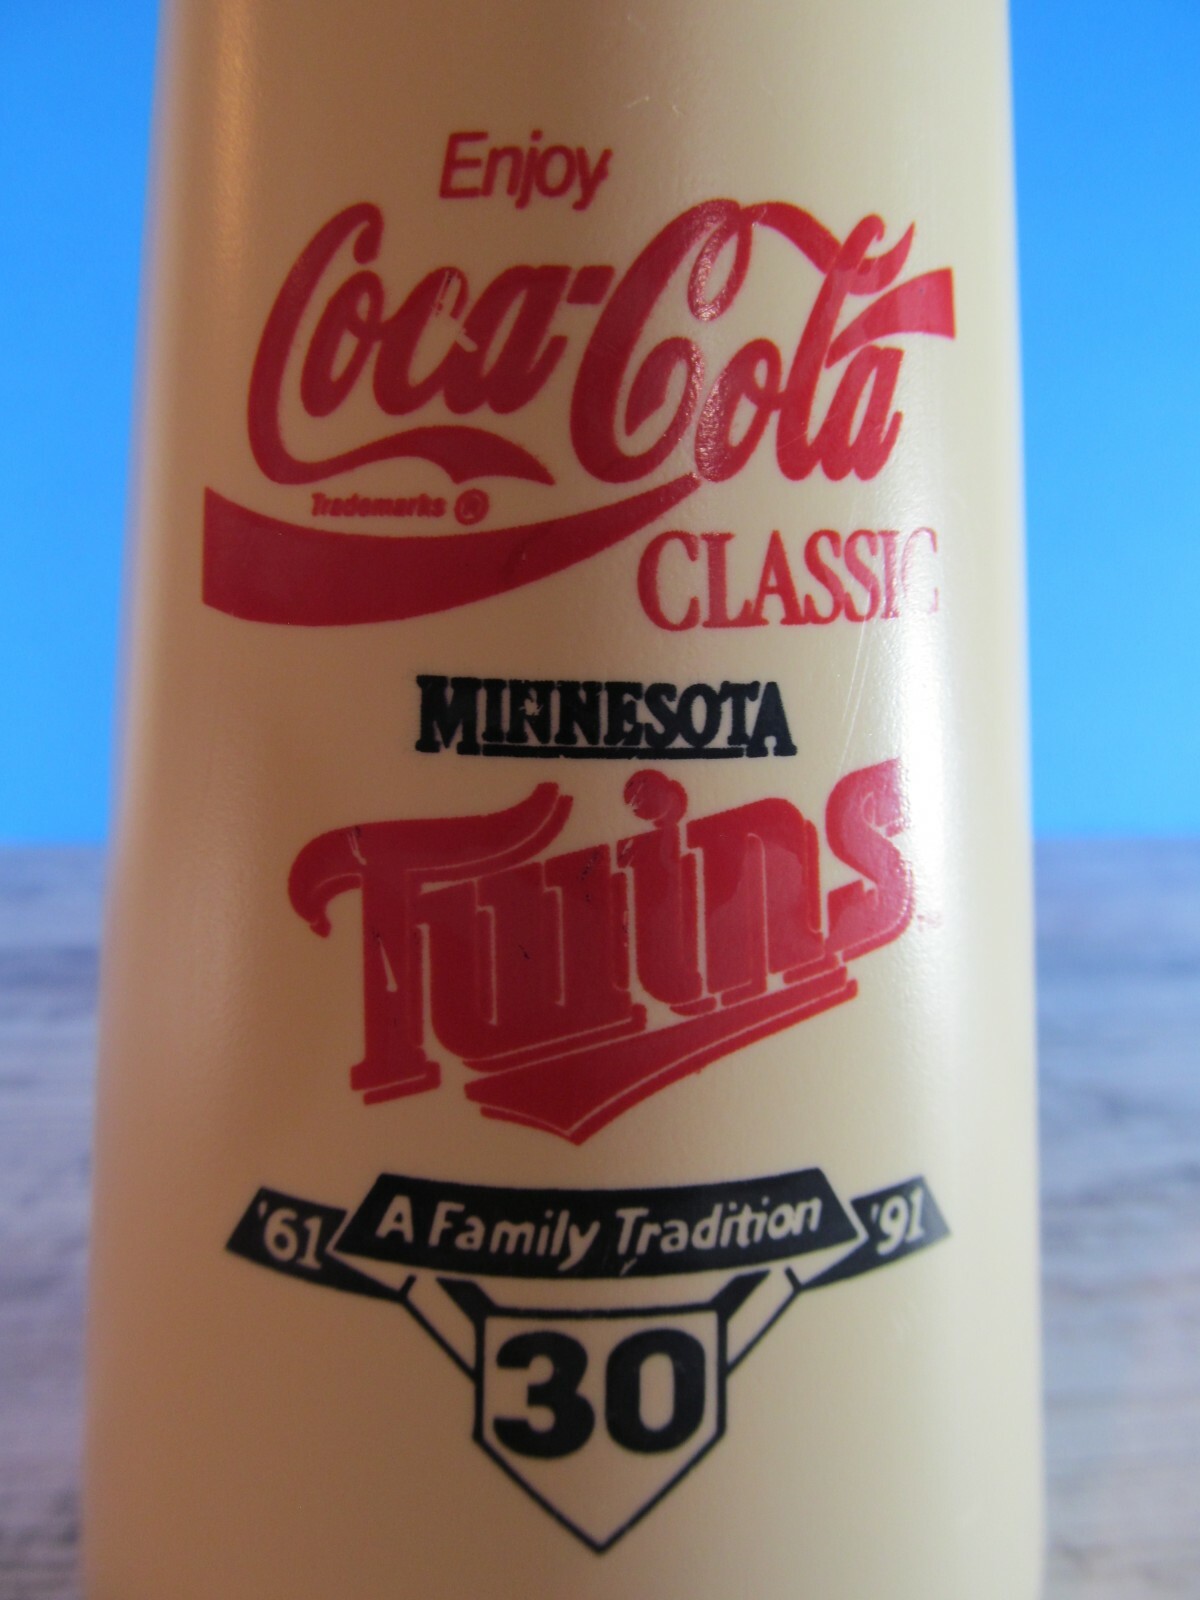 Enjoy
Coca-Cola
Trademarks ®
CLASSIC
MINNESOTA
Twins
'61 A Family Tradition '91
30